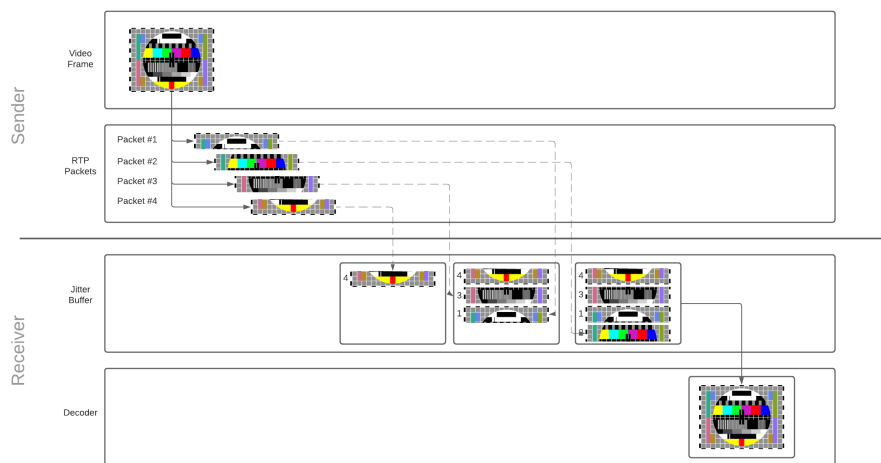 Sender
Video
Frame
RTP
Packets
Packet #1
Packet #2
Packet #3
Packet #4
Receiver
Jitter
Buffer
4
4
3
1
4
3
1
2
Decoder